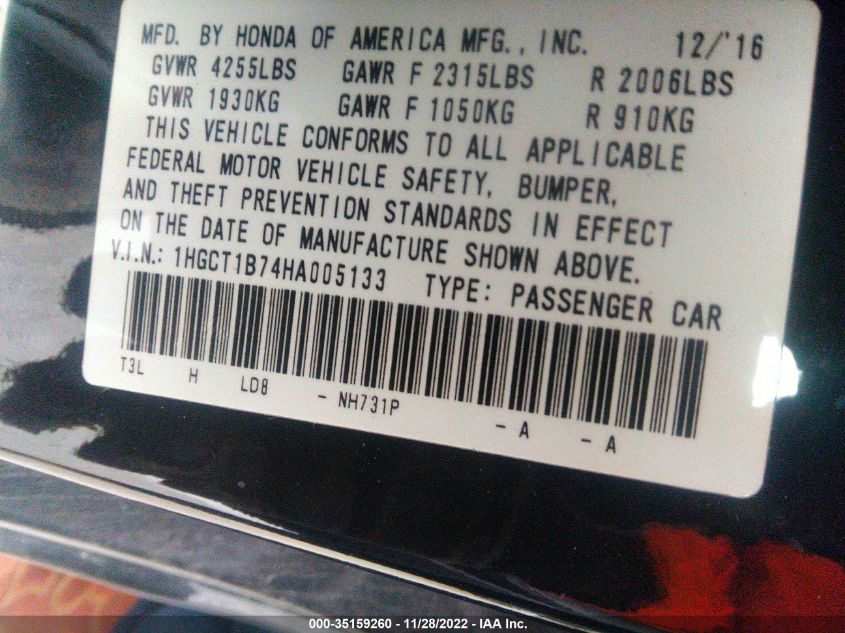 MFD. BY HONDA OF AMERICA MFG., INC. 12/'16
GVWR 4255LBS GAWR F 2315LBS R 2006LBS
GVWR 1930KG GAWR F 1050KG R 910KG
THIS VEHICLE CONFORMS TO ALL APPLICABLE
FEDERAL MOTOR VEHICLE SAFETY, BUMPER,
AND THEFT PREVENTION STANDARDS IN EFFECT
ON THE DATE OF MANUFACTURE SHOWN ABOVE.
V.I.N.: 1HGCT1B74HA005133 TYPE: PASSENGER CAR
T3L H LD8 - NH731P - A - A
000-35159260 - 11/28/2022 - IAA Inc.